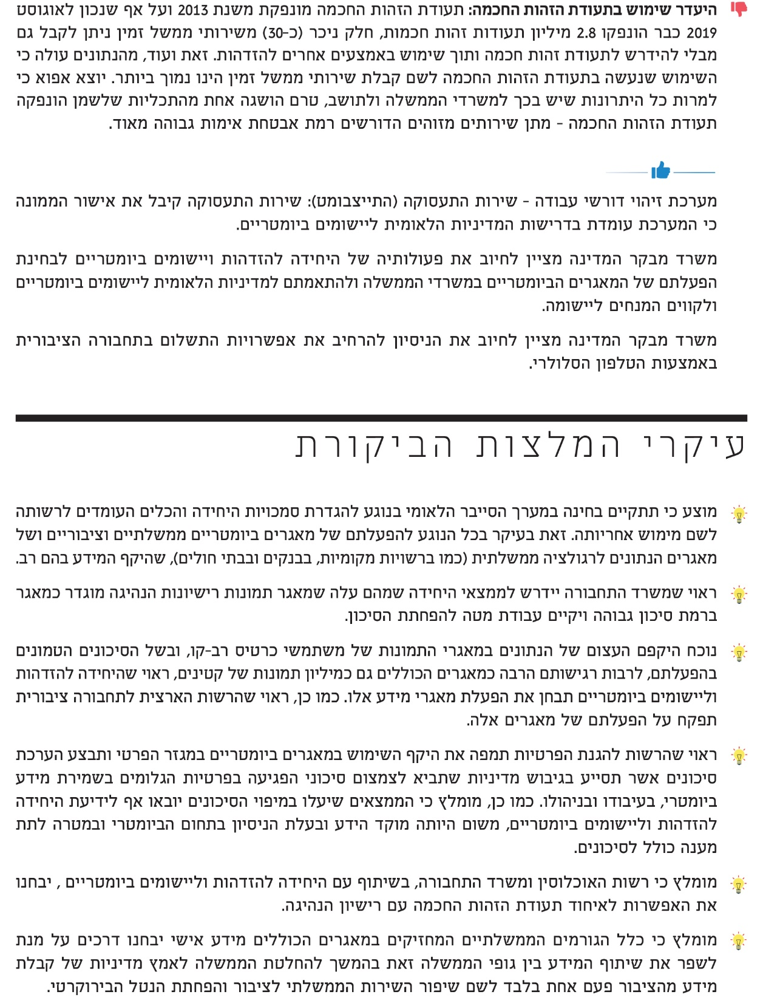 היעדר שימוש בתעודת הזהות החכמה: תעודת הזהות החכמה מונפקת משנת 2013 ועל אף שנכון לאוגוסט
2019 כבר הונפקו 2.8 מיליון תעודות זהות חכמות, חלק ניכר (כ-30) משירותי ממשל זמין ניתן לקבל גם
מבלי להידרש לתעודת זהות חכמה ותוך שימוש באמצעים אחרים להזדהות. זאת ועוד, מהנתונים עולה כי
השימוש שנעשה בתעודת הזהות החכמה לשם קבלת שירותי ממשל זמין הינו נמוך ביותר. יוצא אפוא כי
למרות כל היתרונות שיש בכך למשרדי הממשלה ולתושב, טרם הושגה אחת מהתכליות שלשמן הונפקה
תעודת הזהות החכמה - מתן שירותים מזוהים הדורשים רמת אבטחת אימות גבוהה מאוד.
מערכת זיהוי דורשי עבודה - שירות התעסוקה (התייצבומט): שירות התעסוקה קיבל את אישור הממונה
כי המערכת עומדת בדרישות המדיניות הלאומית ליישומים ביומטריים.
משרד מבקר המדינה מציין לחיוב את פעולותיה של היחידה להזדהות ויישומים ביומטריים לבחינת
הפעלתם של המאגרים הביומטריים במשרדי הממשלה ולהתאמתם למדיניות הלאומית ליישומים ביומטריים
ולקווים המנחים ליישומה.
משרד מבקר המדינה מציין לחיוב את הניסיון להרחיב את אפשרויות התשלום בתחבורה הציבורית
באמצעות הטלפון הסלולרי.
עיקרי המלצות הביקורת
מוצע כי תתקיים בחינה במערך הסייבר הלאומי בנוגע להגדרת סמכויות היחידה והכלים העומדים לרשותה
לשם מימוש אחריותה. זאת בעיקר בכל הנוגע להפעלתם של מאגרים ביומטריים ממשלתיים וציבוריים ושל
מאגרים הנתונים לרגולציה ממשלתית (כמו ברשויות מקומיות, בבנקים ובבתי חולים), שהיקף המידע בהם רב.
ראוי שמשרד התחבורה יידרש לממצאי היחידה שמהם עלה שמאגר תמונות רישיונות הנהיגה מוגדר כמאגר
ברמת סיכון גבוהה ויקיים עבודת מטה להפחתת הסיכון.
נוכח היקפם העצום של הנתונים במאגרי התמונות של משתמשי כרטיס רב-קו, ובשל הסיכונים הטמונים
בהפעלתם, לרבות רגישותם הרבה כמאגרים הכוללים גם כמיליון תמונות של קטינים, ראוי שהיחידה להזדהות
וליישומים ביומטריים תבחן את הפעלת מאגרי מידע אלו. כמו כן, ראוי שהרשות הארצית לתחבורה ציבורית
תפקח על הפעלתם של מאגרים אלה.
ראוי שהרשות להגנת הפרטיות תמפה את היקף השימוש במאגרים ביומטריים במגזר הפרטי ותבצע הערכת
סיכונים אשר תסייע בגיבוש מדיניות שתביא לצמצום סיכוני הפגיעה בפרטיות הגלומים בשמירת מידע
ביומטרי, בעיבודו ובניהולו. כמו כן, מומלץ כי הממצאים שיעלו במיפוי הסיכונים יובאו אף לידיעת היחידה
להזדהות וליישומים ביומטריים, משום היותה מוקד הידע ובעלת הניסיון בתחום הביומטרי ובמטרה לתת
מענה כולל לסיכונים.
מומלץ כי רשות האוכלוסין ומשרד התחבורה, בשיתוף עם היחידה להזדהות וליישומים ביומטריים , יבחנו
את האפשרות לאיחוד תעודת הזהות החכמה עם רישיון הנהיגה.
מומלץ כי כלל הגורמים הממשלתיים המחזיקים במאגרים הכוללים מידע אישי יבחנו דרכים על מנת
לשפר את שיתוף המידע בין גופי הממשלה זאת בהמשך להחלטת הממשלה לאמץ מדיניות של קבלת
מידע מהציבור פעם אחת בלבד לשם שיפור השירות הממשלתי לציבור והפחתת הנטל הבירוקרטי.